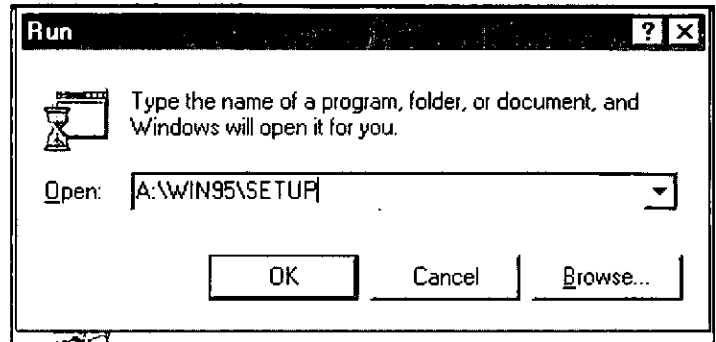 Run
Type the name of a program, folder, or document, and
Windows will open it for you.
Open: A:\WIN95\SETUP
OK Cancel Browse...